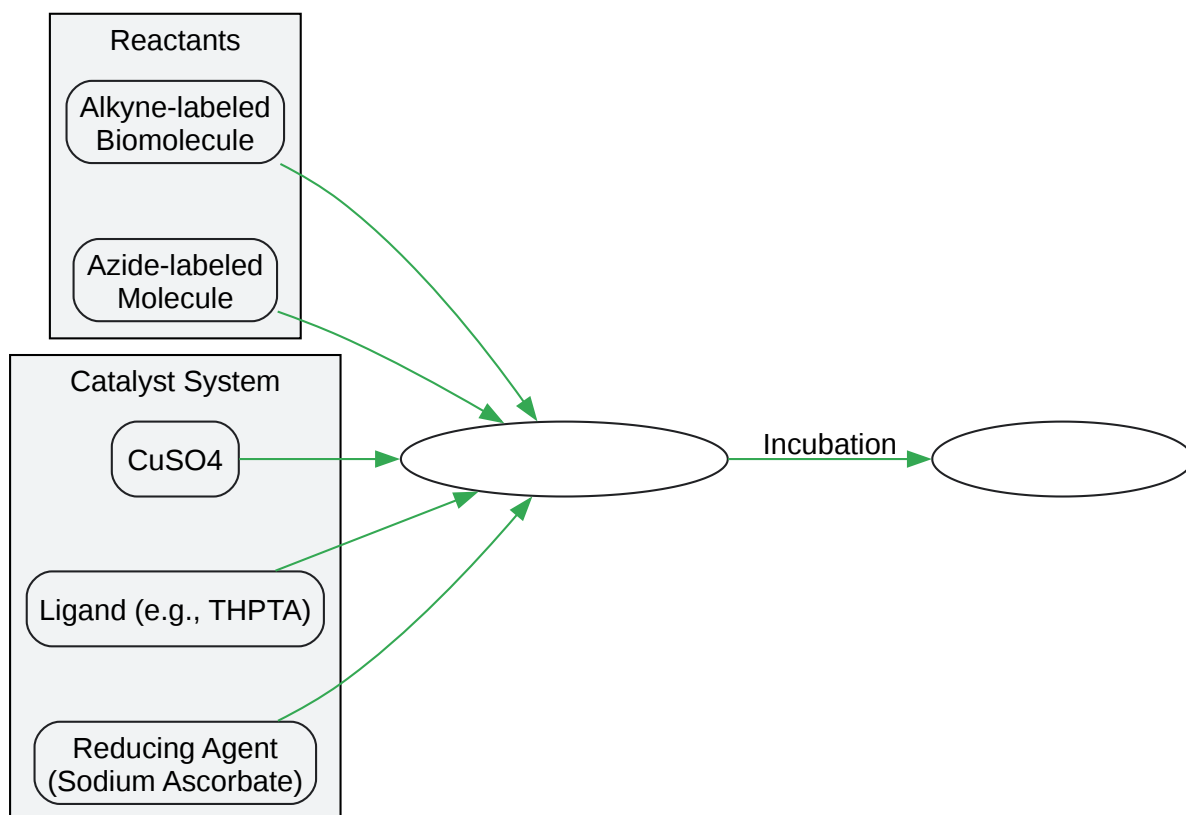 Reactants
Alkyne-labeled
Biomolecule
Azide-labeled
Molecule
Catalyst System
CuSO4
Ligand (e.g., THPTA)
Reducing Agent
(Sodium Ascorbate)
Incubation